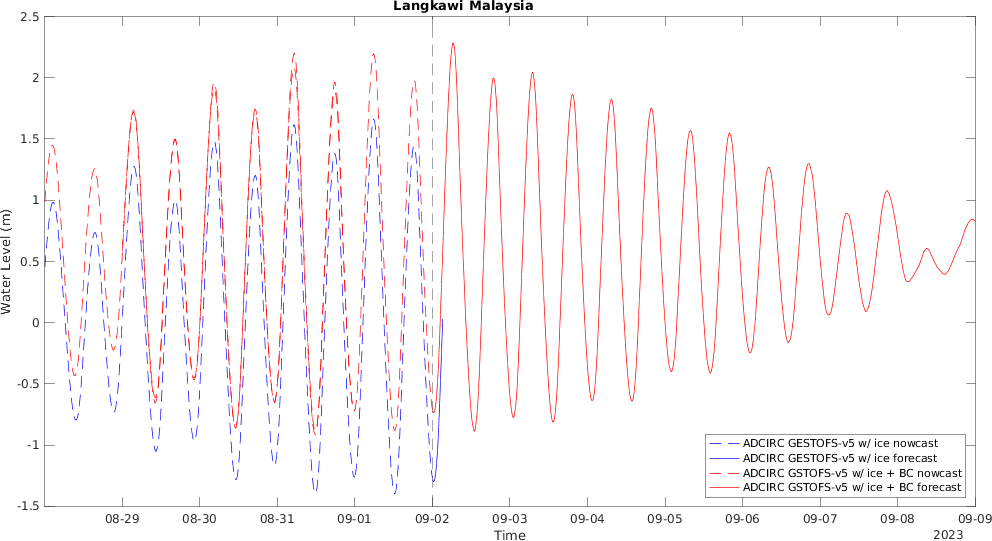 Langkawi Malaysia
2.5
2
1.5
1
0.5
0
-0.5
-1
-1.5
Water Level (m)
ADCIRC GESTOFS-v5 w/ ice nowcast
ADCIRC GESTOFS-v5 w/ ice forecast
ADCIRC GSTOFS-v5 w/ ice + BC nowcast
ADCIRC GSTOFS-v5 w/ ice + BC forecast
08-29 08-30 08-31 09-01 09-02 09-03 09-04 09-05 09-06 09-07 09-08 09-09
Time
2023